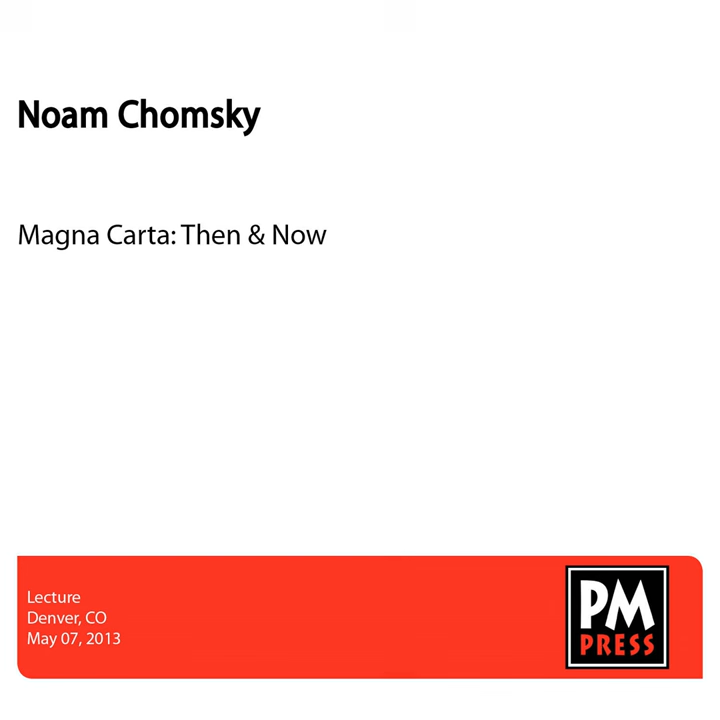 Noam Chomsky
Magna Carta: Then & Now
Lecture
Denver, CO
May 07, 2013
PM
PRESS